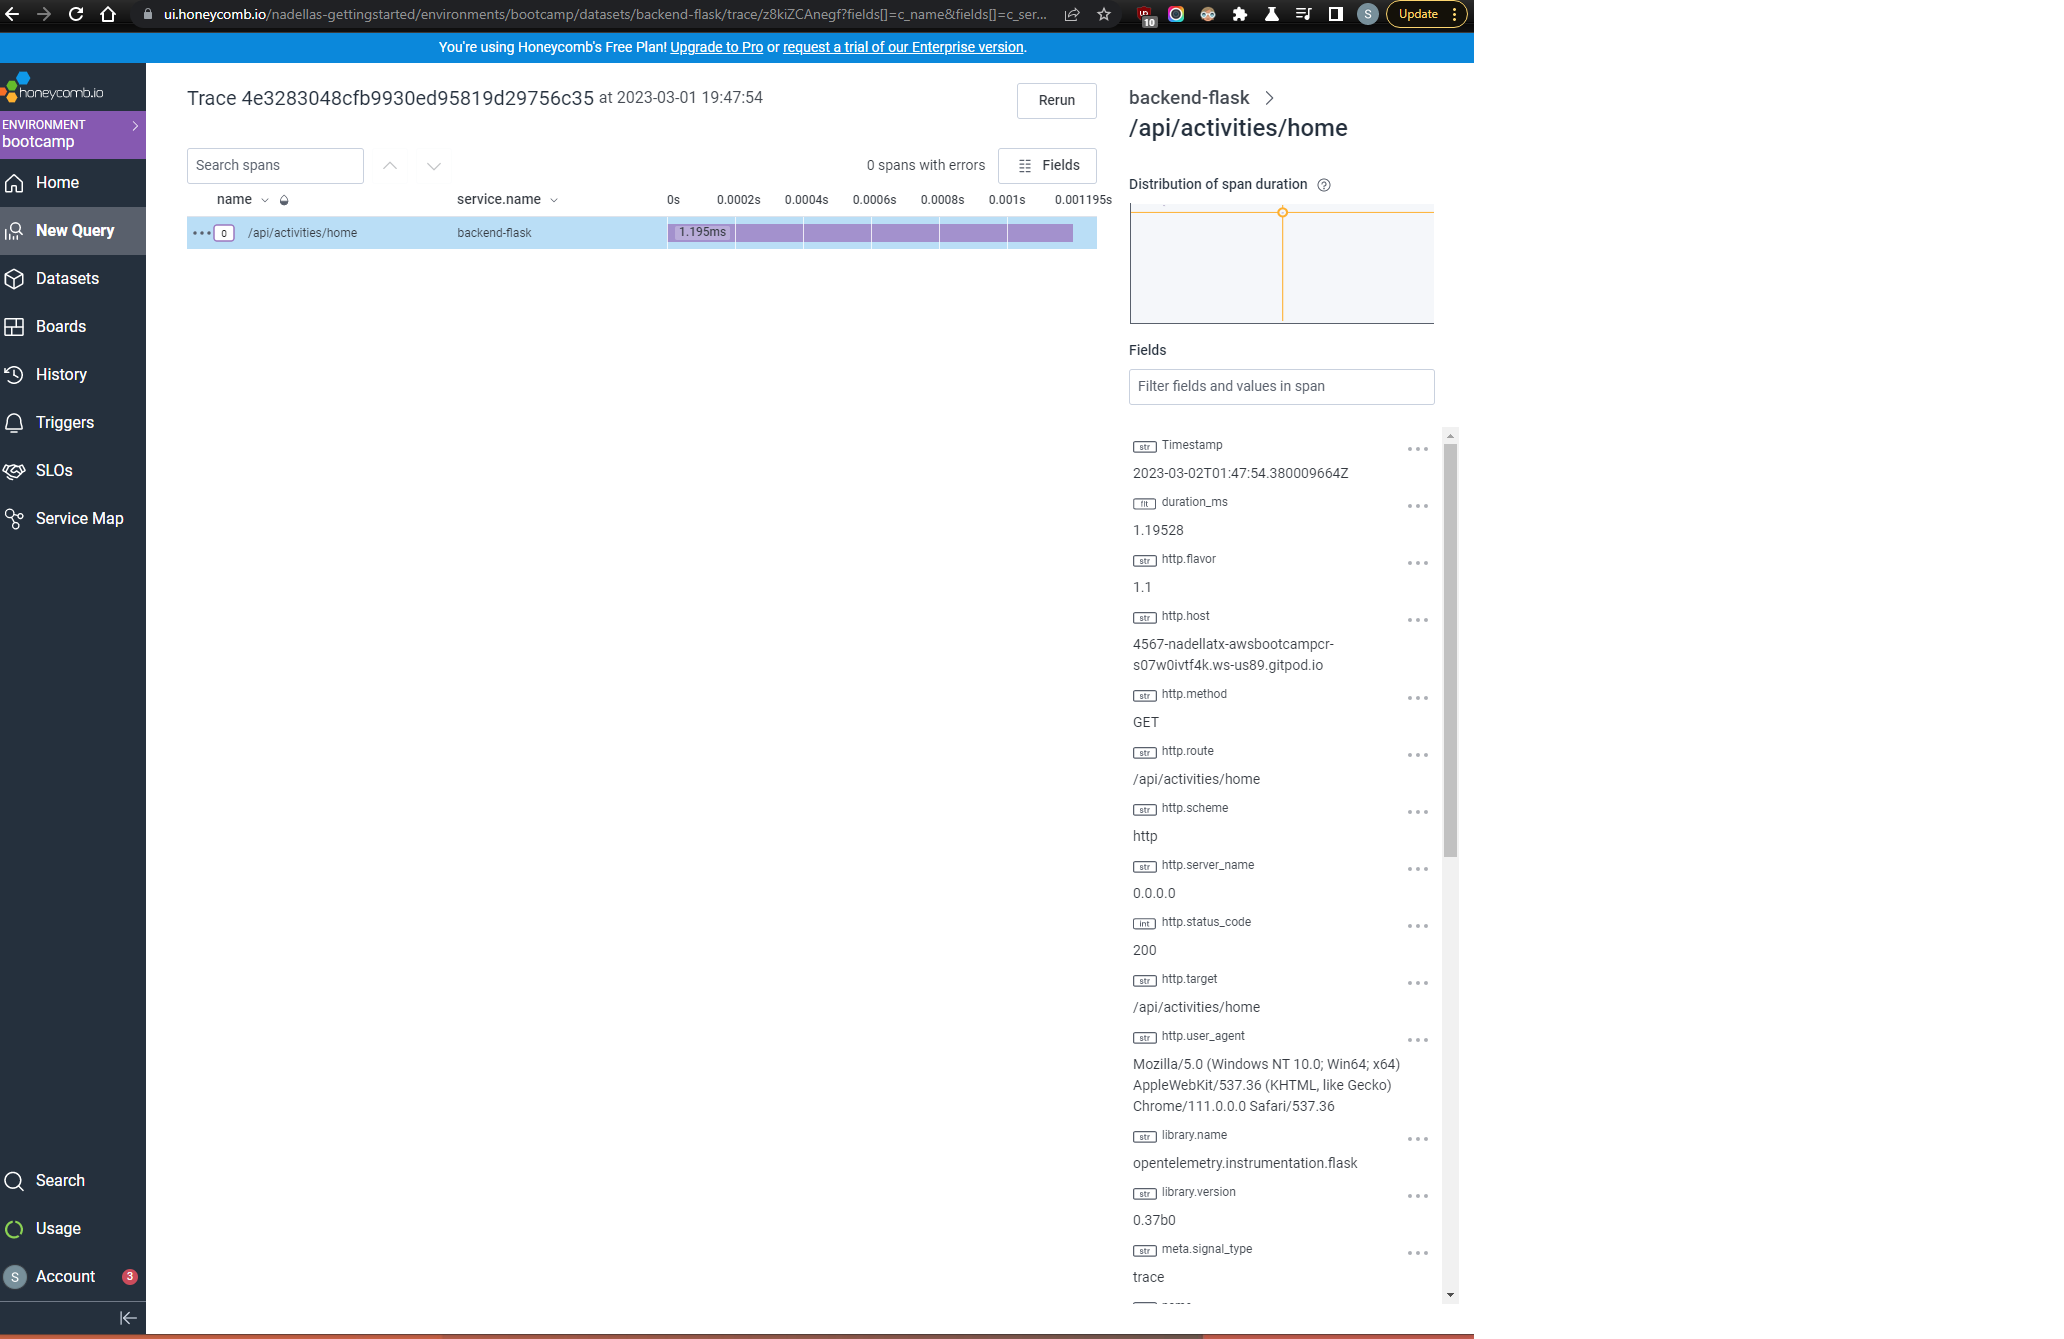 ui.honeycomb.io/nadellas-gettingstarted/environments/bootcamp/datasets/backend-flask/trace/z8kiZCAnegf?fields[]=c_name&fields[]=c_ser...
10
S
Update
You're using Honeycomb's Free Plan! Upgrade to Pro or request a trial of our Enterprise version.
honeycomb.io
ENVIRONMENT
bootcamp
Home
New Query
Datasets
Boards
History
Triggers
SLOs
Service Map
Search
Usage
S
Account
3
Trace 4e3283048cfb9930ed95819d29756c35 at 2023-03-01 19:47:54
Rerun
Search spans
0 spans with errors
Fields
name
service.name
0s 0.0002s 0.0004s 0.0006s 0.0008s 0.001s 0.001195s
0 /api/activities/home backend-flask 1.195ms
backend-flask
/api/activities/home
Distribution of span duration
Fields
Filter fields and values in span
str Timestamp
2023-03-02T01:47:54.380009664Z
flt duration_ms
1.19528
str http.flavor
1.1
str http.host
4567-nadellatx-awsbootcampcr-
s07w0ivtf4k.ws-us89.gitpod.io
str http.method
GET
str http.route
/api/activities/home
str http.scheme
http
str http.server_name
0.0.0.0
int http.status_code
200
str http.target
/api/activities/home
str http.user_agent
Mozilla/5.0 (Windows NT 10.0; Win64; x64)
AppleWebKit/537.36 (KHTML, like Gecko)
Chrome/111.0.0.0 Safari/537.36
str library.name
opentelemetry.instrumentation.flask
str library.version
0.37b0
str meta.signal_type
trace